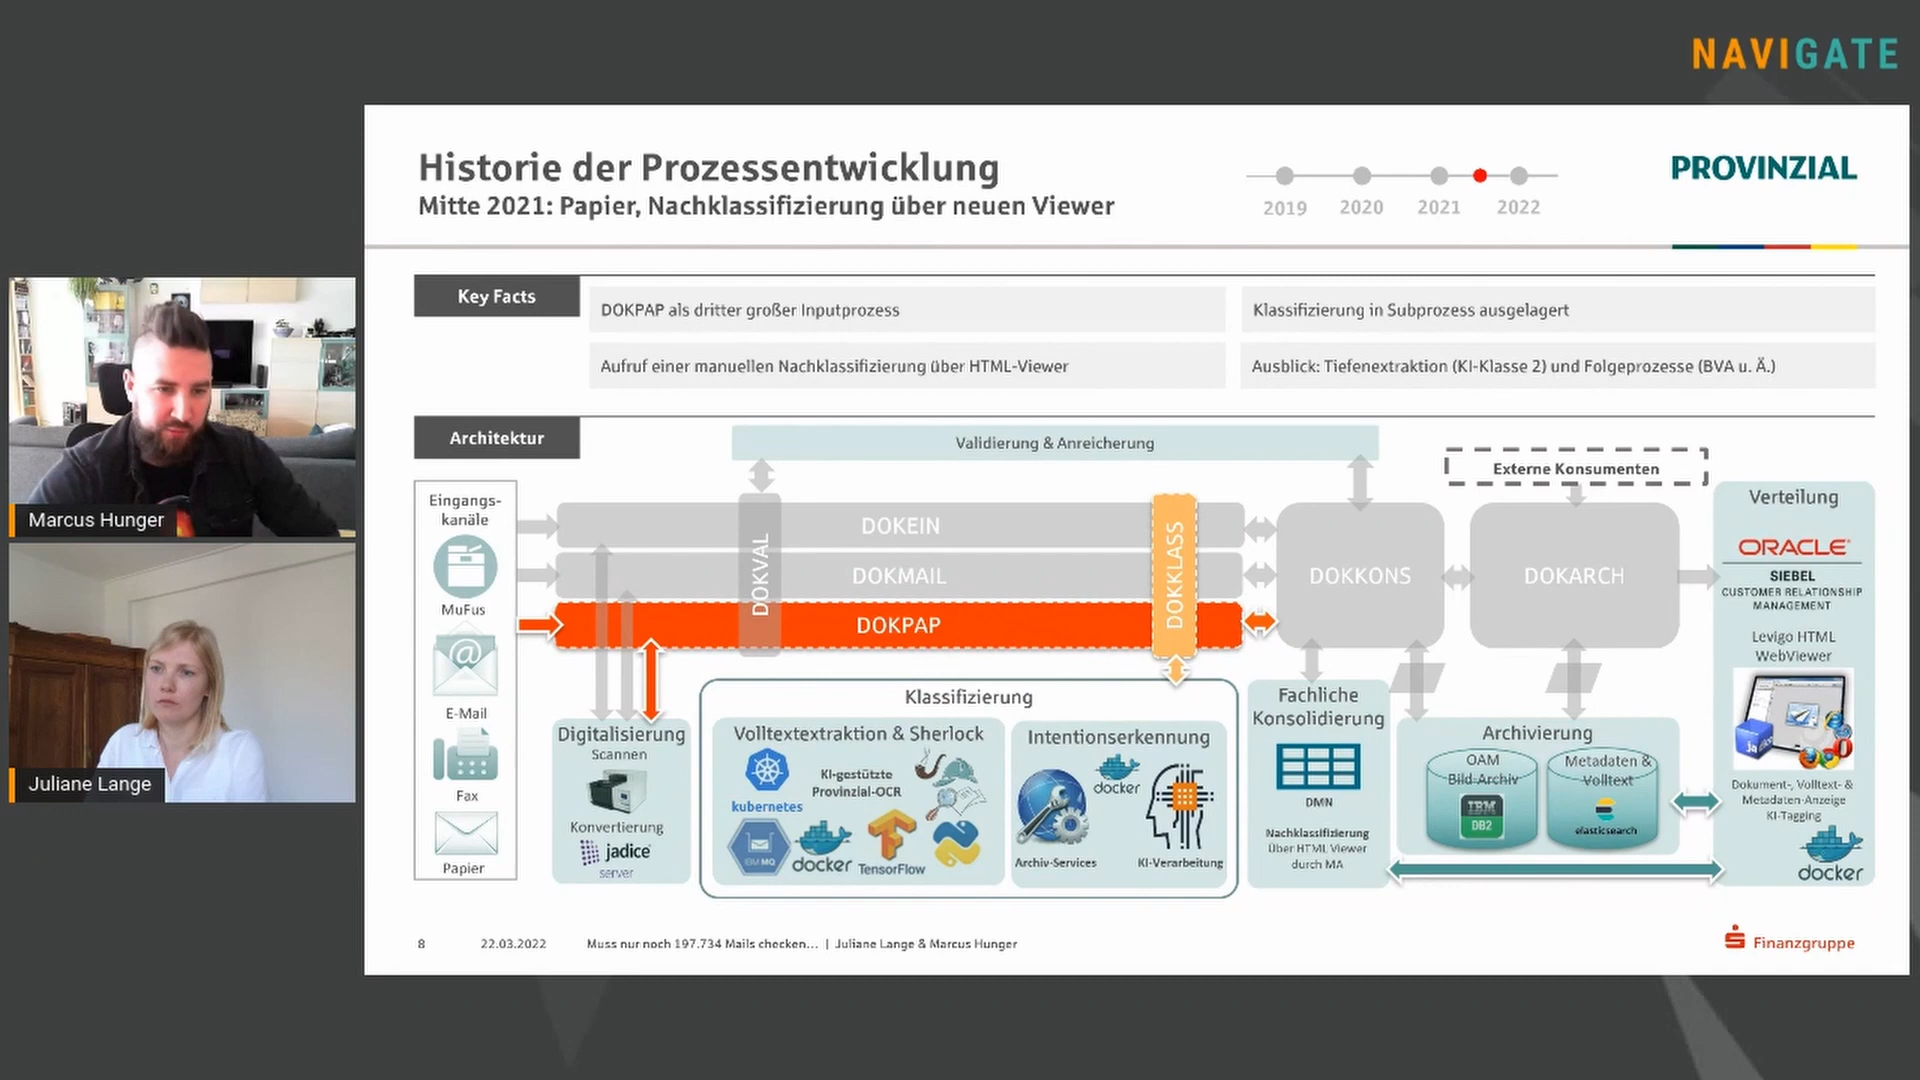 NAVIGATE
Historie der Prozessentwicklung
Mitte 2021: Papier, Nachklassifizierung über neuen Viewer
2019 2020 2021 2022
PROVINZIAL
Key Facts
DOKPAP als dritter großer Inputprozess
Klassifizierung in Subprozess ausgelagert
Aufruf einer manuellen Nachklassifizierung über HTML-Viewer
Ausblick: Tiefenextraktion (KI-Klasse 2) und Folgeprozesse (BVA u. Ä.)
Architektur
Validierung & Anreicherung
Externe Konsumenten
Eingangs-
kanäle
MuFus
E-Mail
Fax
Papier
DOKEIN
DOKMAIL
DOKPAP
DOKVAL
DOKKLASS
DOKKONS
DOKARCH
Digitalisierung
Scannen
Konvertierung
jadice
server
Klassifizierung
Volltextextraktion & Sherlock
kubernetes
KI-gestützte
Provinzial-OCR
IBM MQ
docker
TensorFlow
Intentionserkennung
docker
Archiv-Services
KI-Verarbeitung
Fachliche
Konsolidierung
DMN
Nachklassifizierung
Über HTML Viewer
durch MA
Archivierung
OAM
Bild-Archiv
IBM
DB2
Metadaten &
Volltext
elasticsearch
Verteilung
ORACLE
SIEBEL
CUSTOMER RELATIONSHIP
MANAGEMENT
Levigo HTML
WebViewer
Dokument-, Volltext- &
Metadaten-Anzeige
KI-Tagging
docker
Marcus Hunger
Juliane Lange
8 22.03.2022 Muss nur noch 197.734 Mails checken... | Juliane Lange & Marcus Hunger
Finanzgruppe